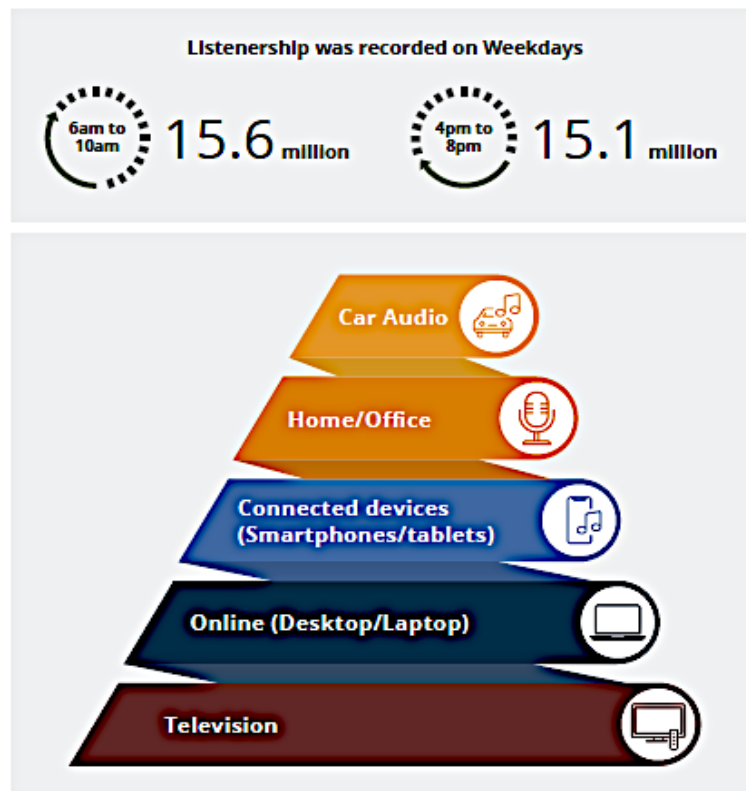 Listenership was recorded on Weekdays
6am to
10am
15.6 million
4pm to
8pm
15.1 million
Car Audio
Home/Office
Connected devices
(Smartphones/tablets)
Online (Desktop/Laptop)
Television